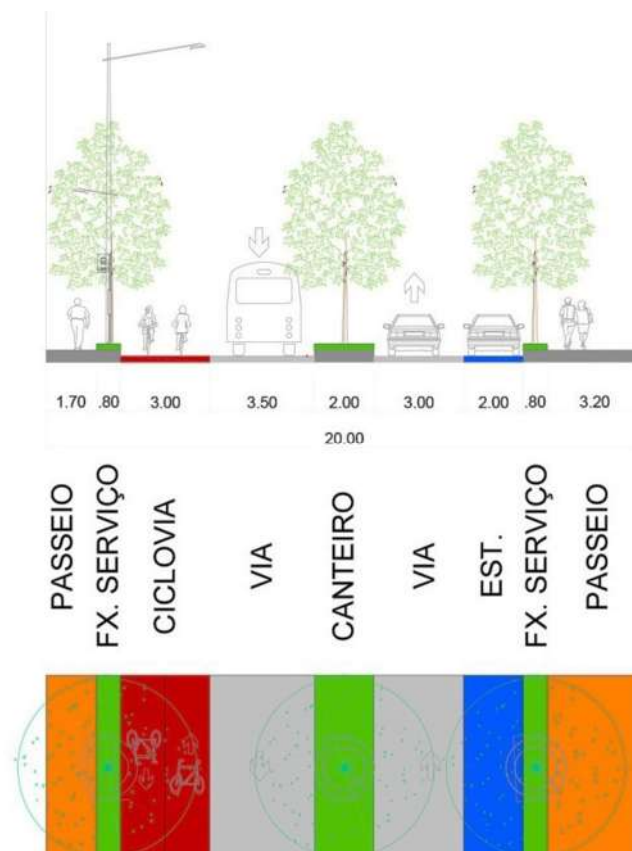 1.70 .80 3.00 3.50 2.00 3.00 2.00 .80 3.20
20.00
PASSEIO
FX. SERVIÇO
CICLOVIA
VIA
CANTEIRO
VIA
EST.
FX. SERVIÇO
PASSEIO